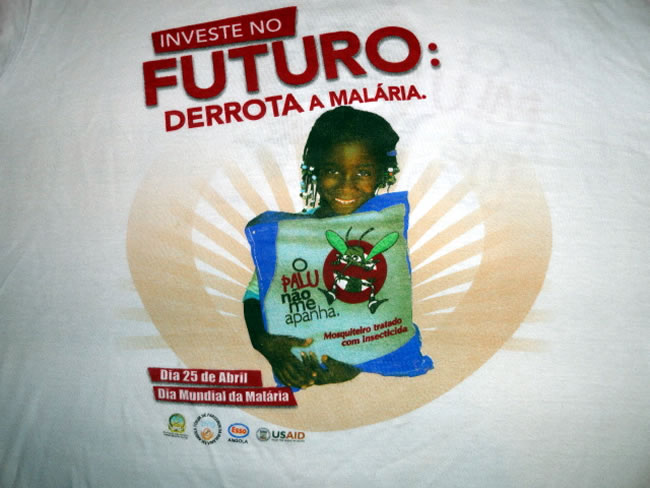 INVESTE NO
FUTURO:
DERROTA A MALÁRIA.
O
PALU
não
me
apanha.
Mosquiteiro tratado
com insecticida
Dia 25 de Abril
Dia Mundial da Malária
Esso
ANGOLA
USAID